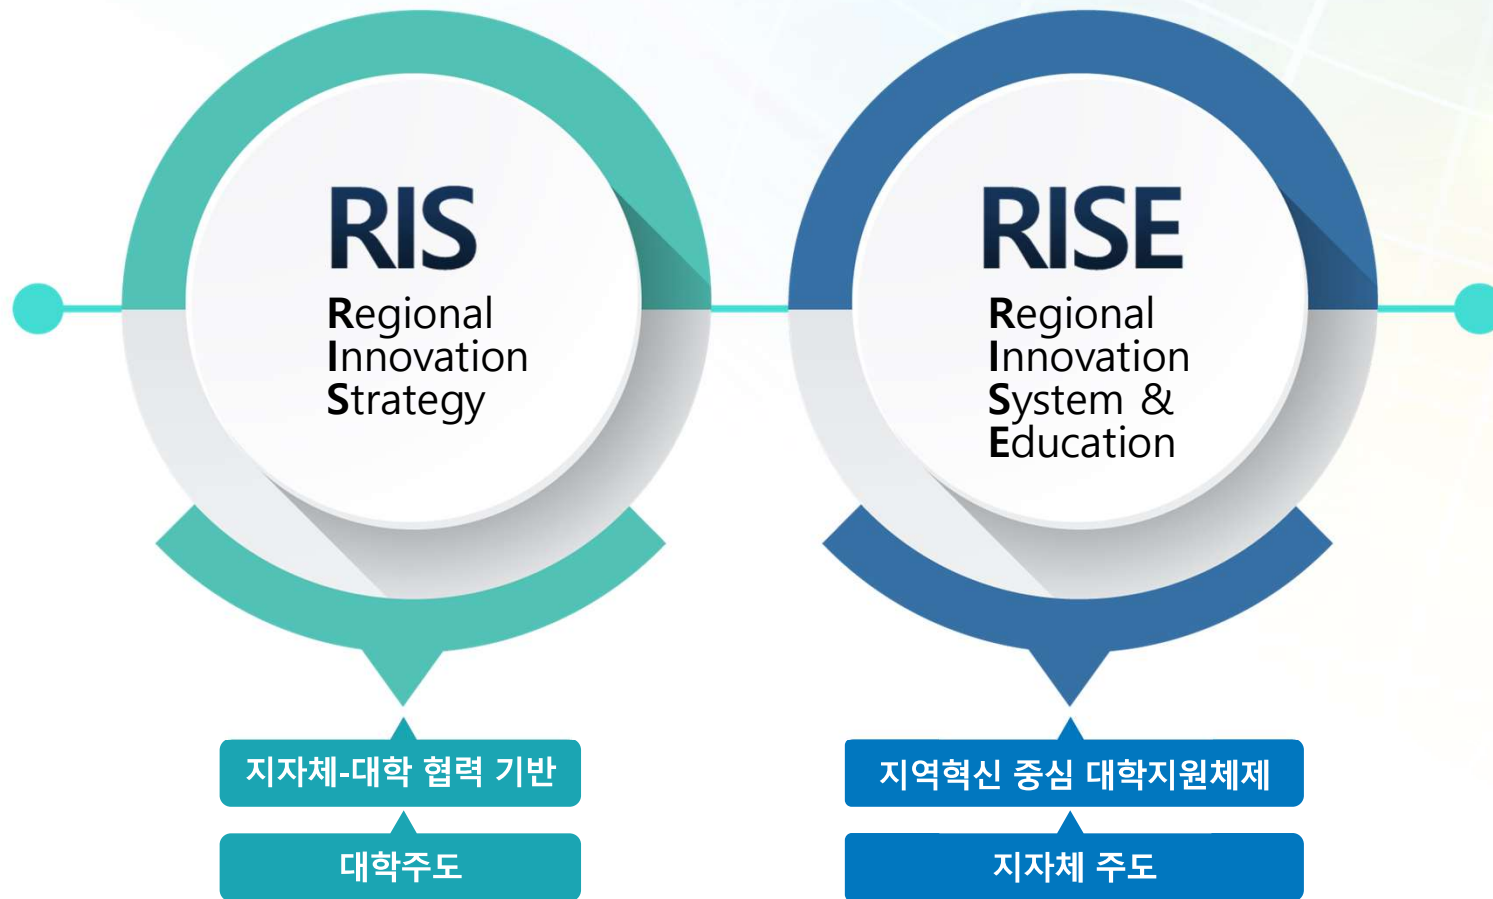 RIS
Regional
Innovation
Strategy
지자체-대학 협력 기반
대학주도
RISE
Regional
Innovation
System &
Education
지역혁신 중심 대학지원체제
지자체 주도